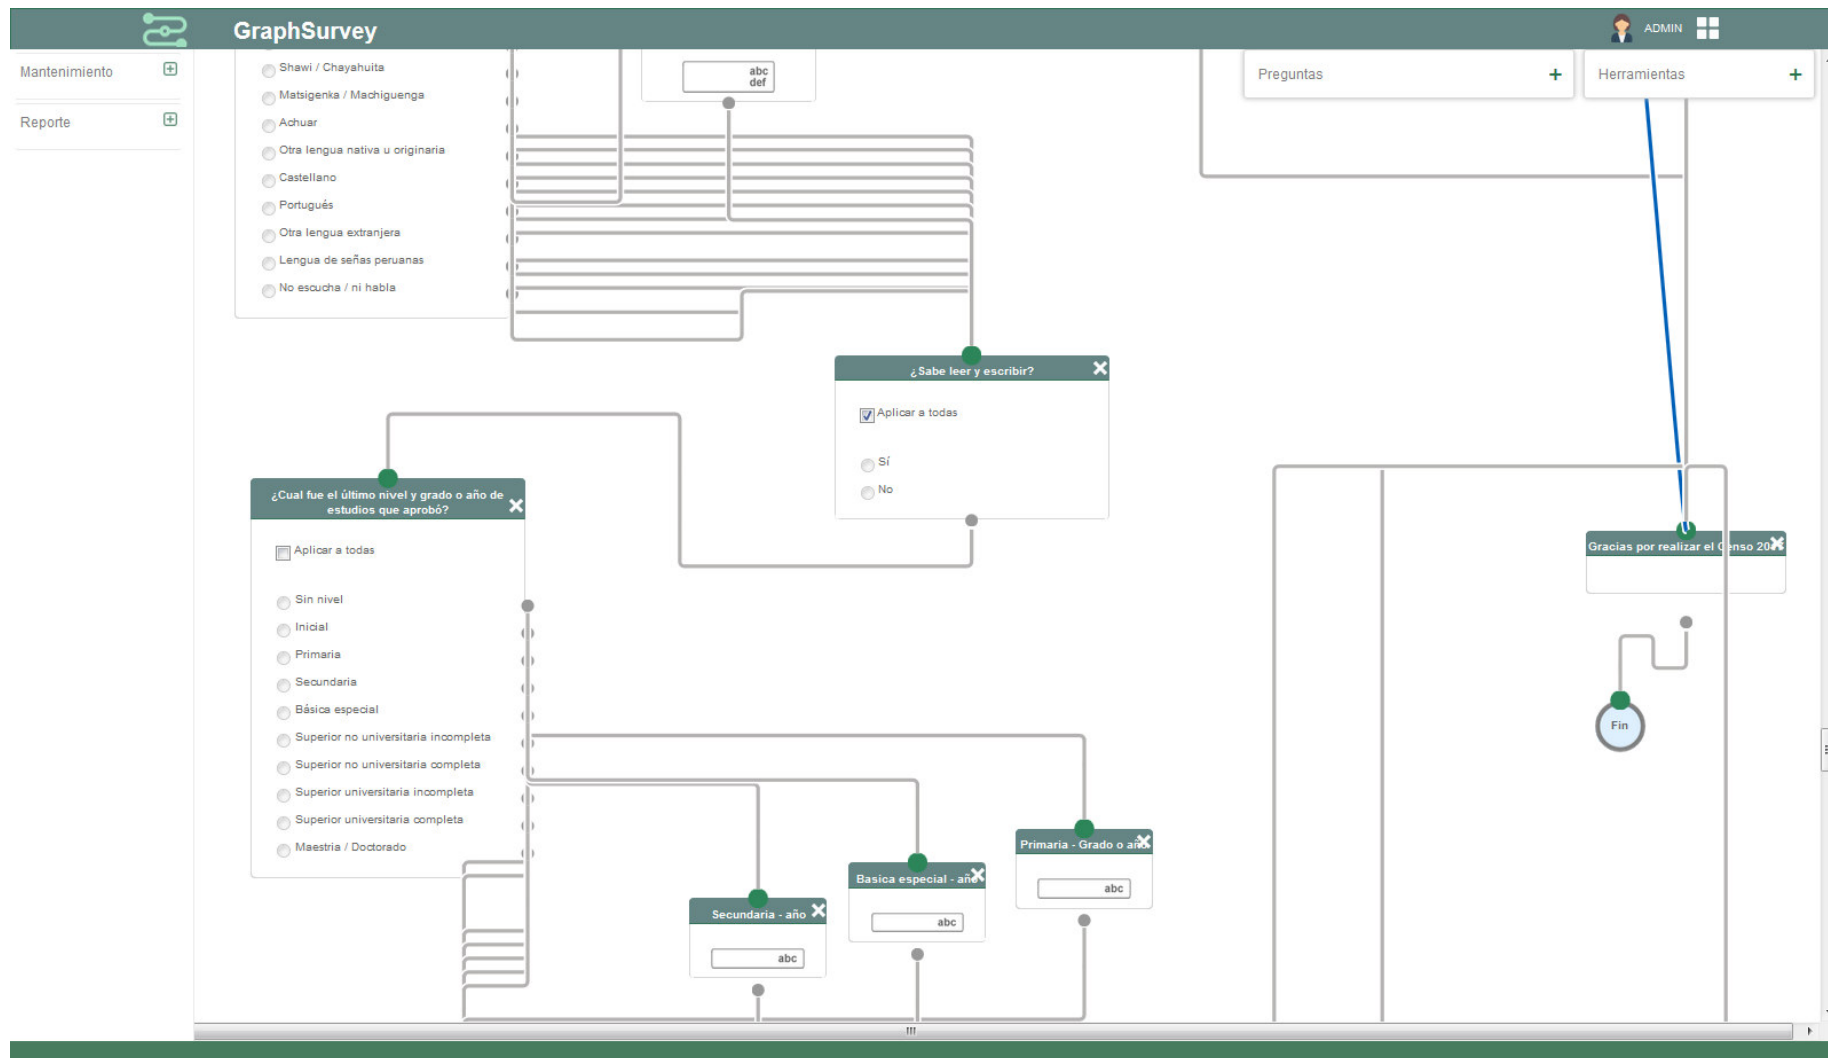 GraphSurvey
ADMIN
Mantenimiento
Reporte
Preguntas
Herramientas
Shawi / Chayahuita
Matsigenka / Machiguenga
Achuar
Otra lengua nativa u originaria
Castellano
Portugués
Otra lengua extranjera
Lengua de señas peruanas
No escucha / ni habla
abc
def
¿Sabe leer y escribir?
Aplicar a todas
Sí
No
¿Cual fue el último nivel y grado o año de
estudios que aprobó?
Aplicar a todas
Sin nivel
Inicial
Primaria
Secundaria
Básica especial
Superior no universitaria incompleta
Superior no universitaria completa
Superior universitaria incompleta
Superior universitaria completa
Maestria / Doctorado
Secundaria - año
abc
Basica especial - año
abc
Primaria - Grado o año
abc
Gracias por realizar el Censo
Fin